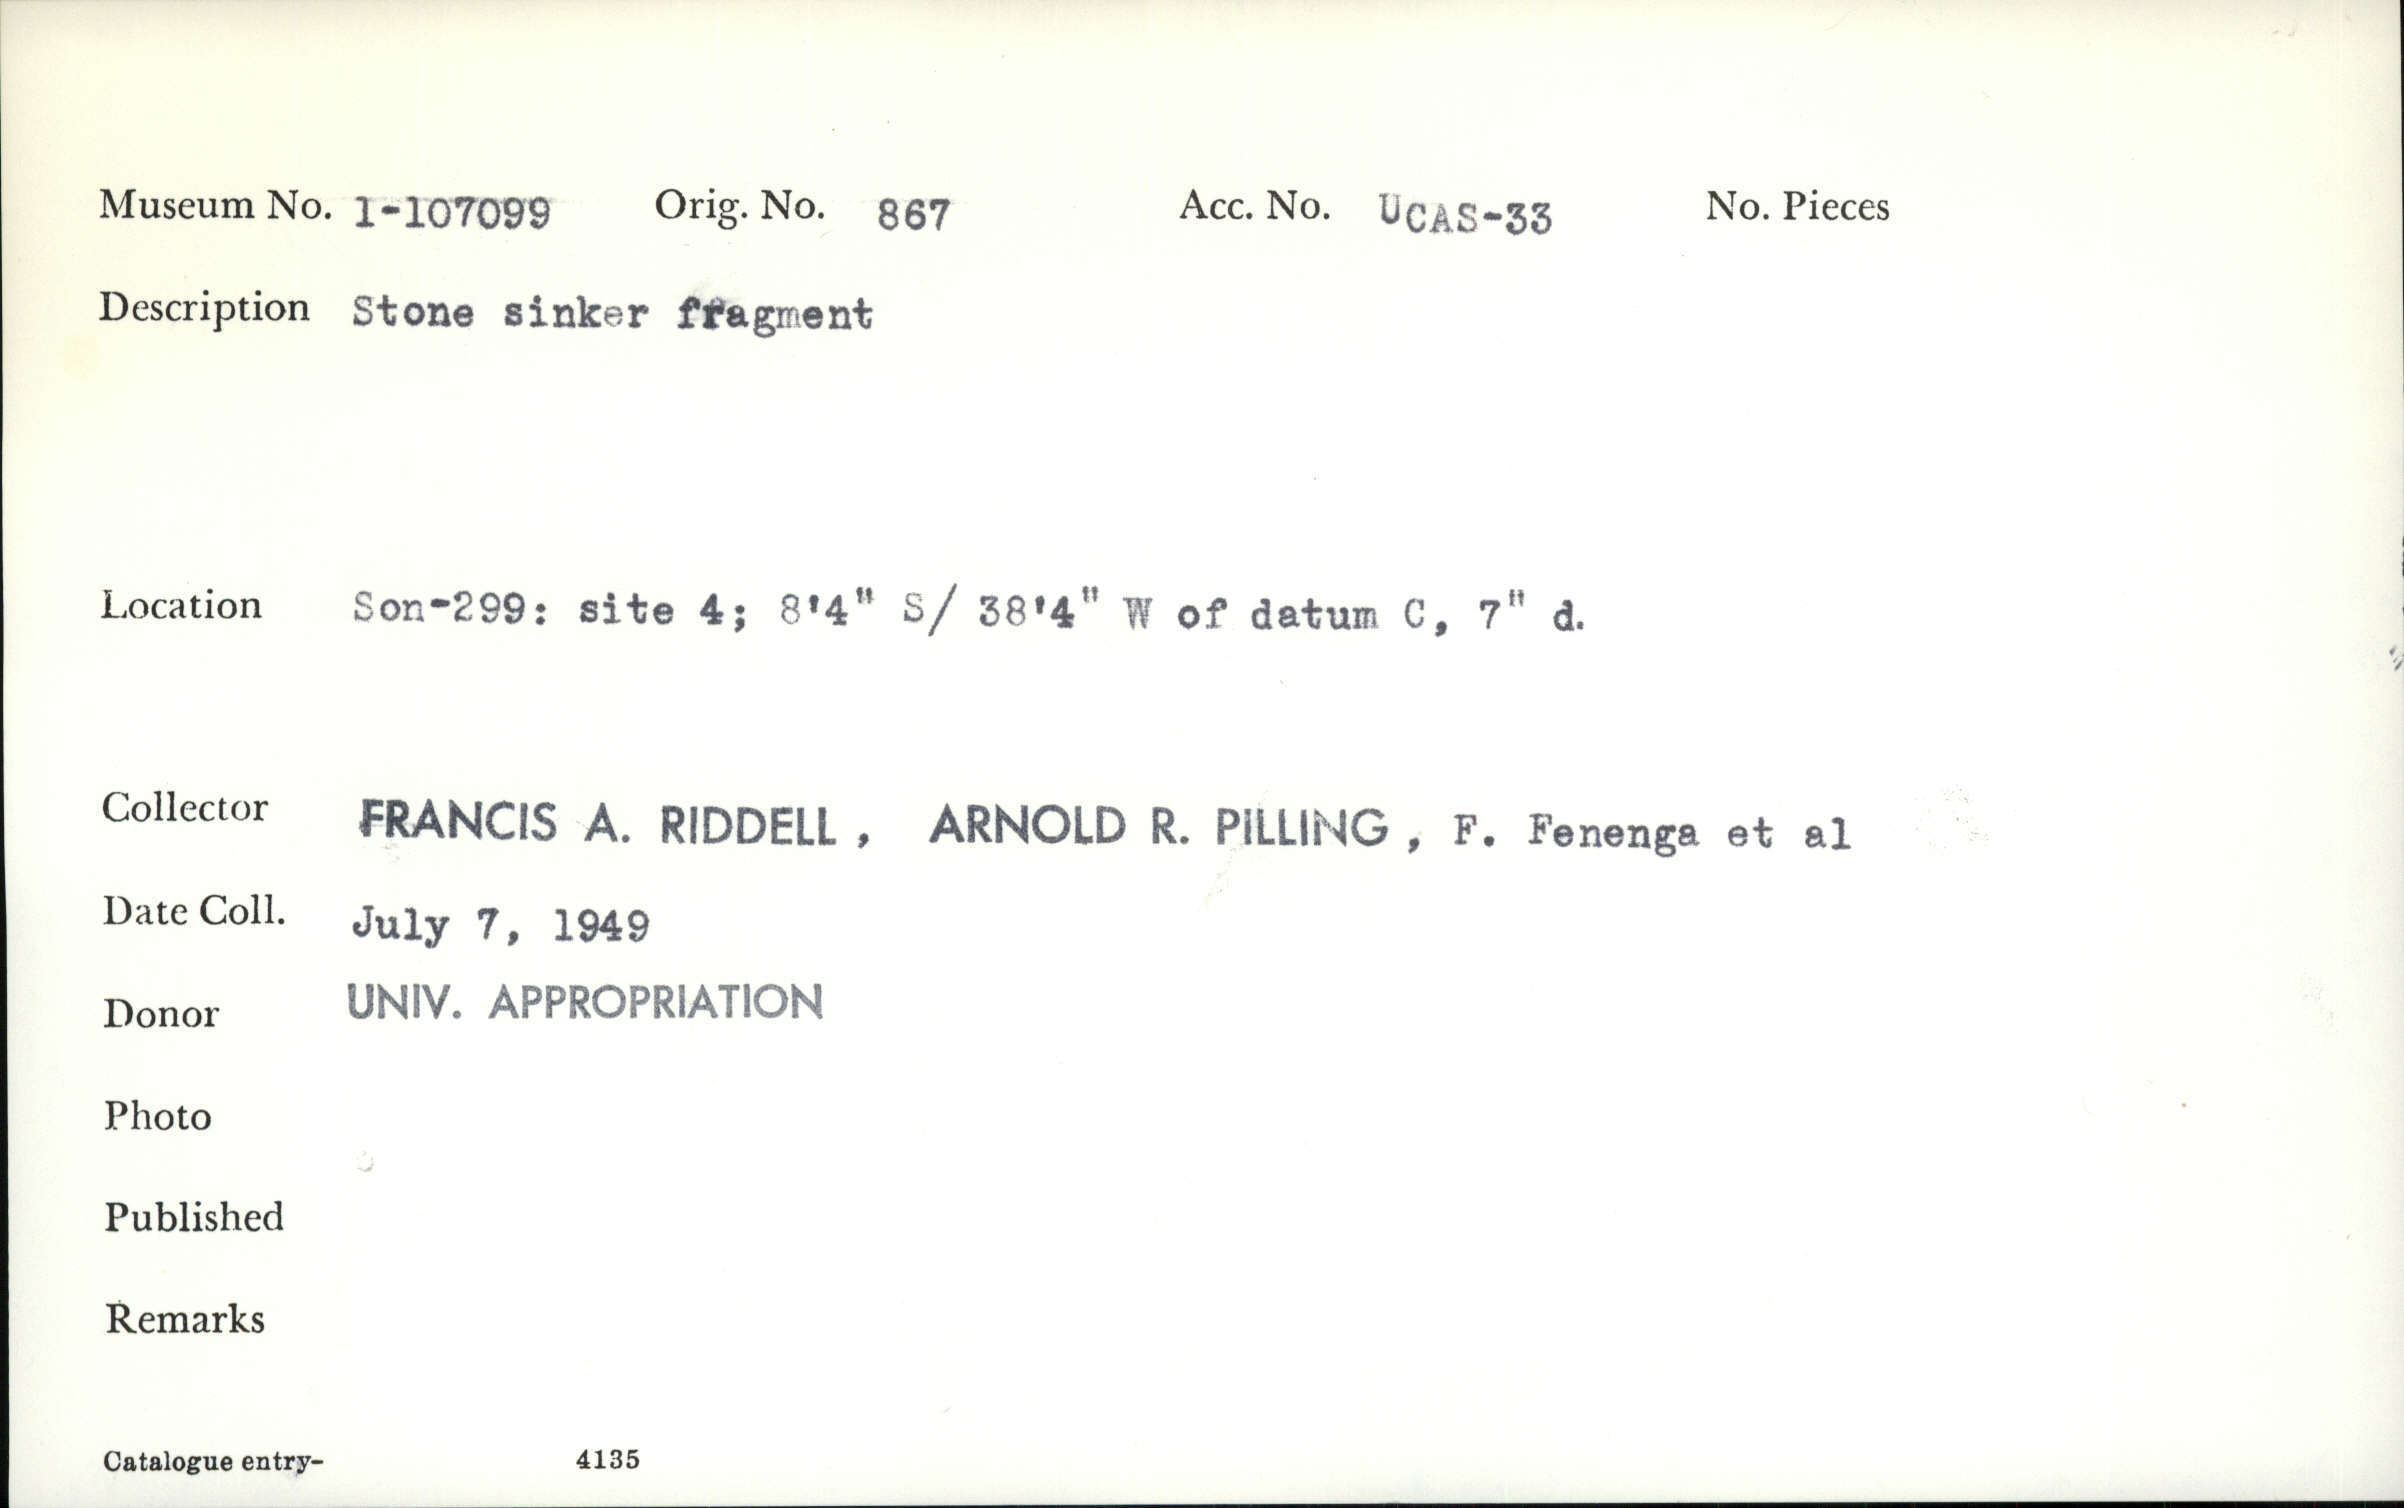 Museum No. 1-107099 Orig. No. 867 Acc. No. UCAS-33 No. Pieces
Description Stone sinker fragment
Location Son-299: site 4; 8'4" S/ 38'4" W of datum C, 7" d.
Collector FRANCIS A. RIDDELL, ARNOLD R. PILLING, F. Fenenga et al
Date Coll. July 7, 1949
Donor UNIV. APPROPRIATION
Photo
Published
Remarks
Catalogue entry- 4135